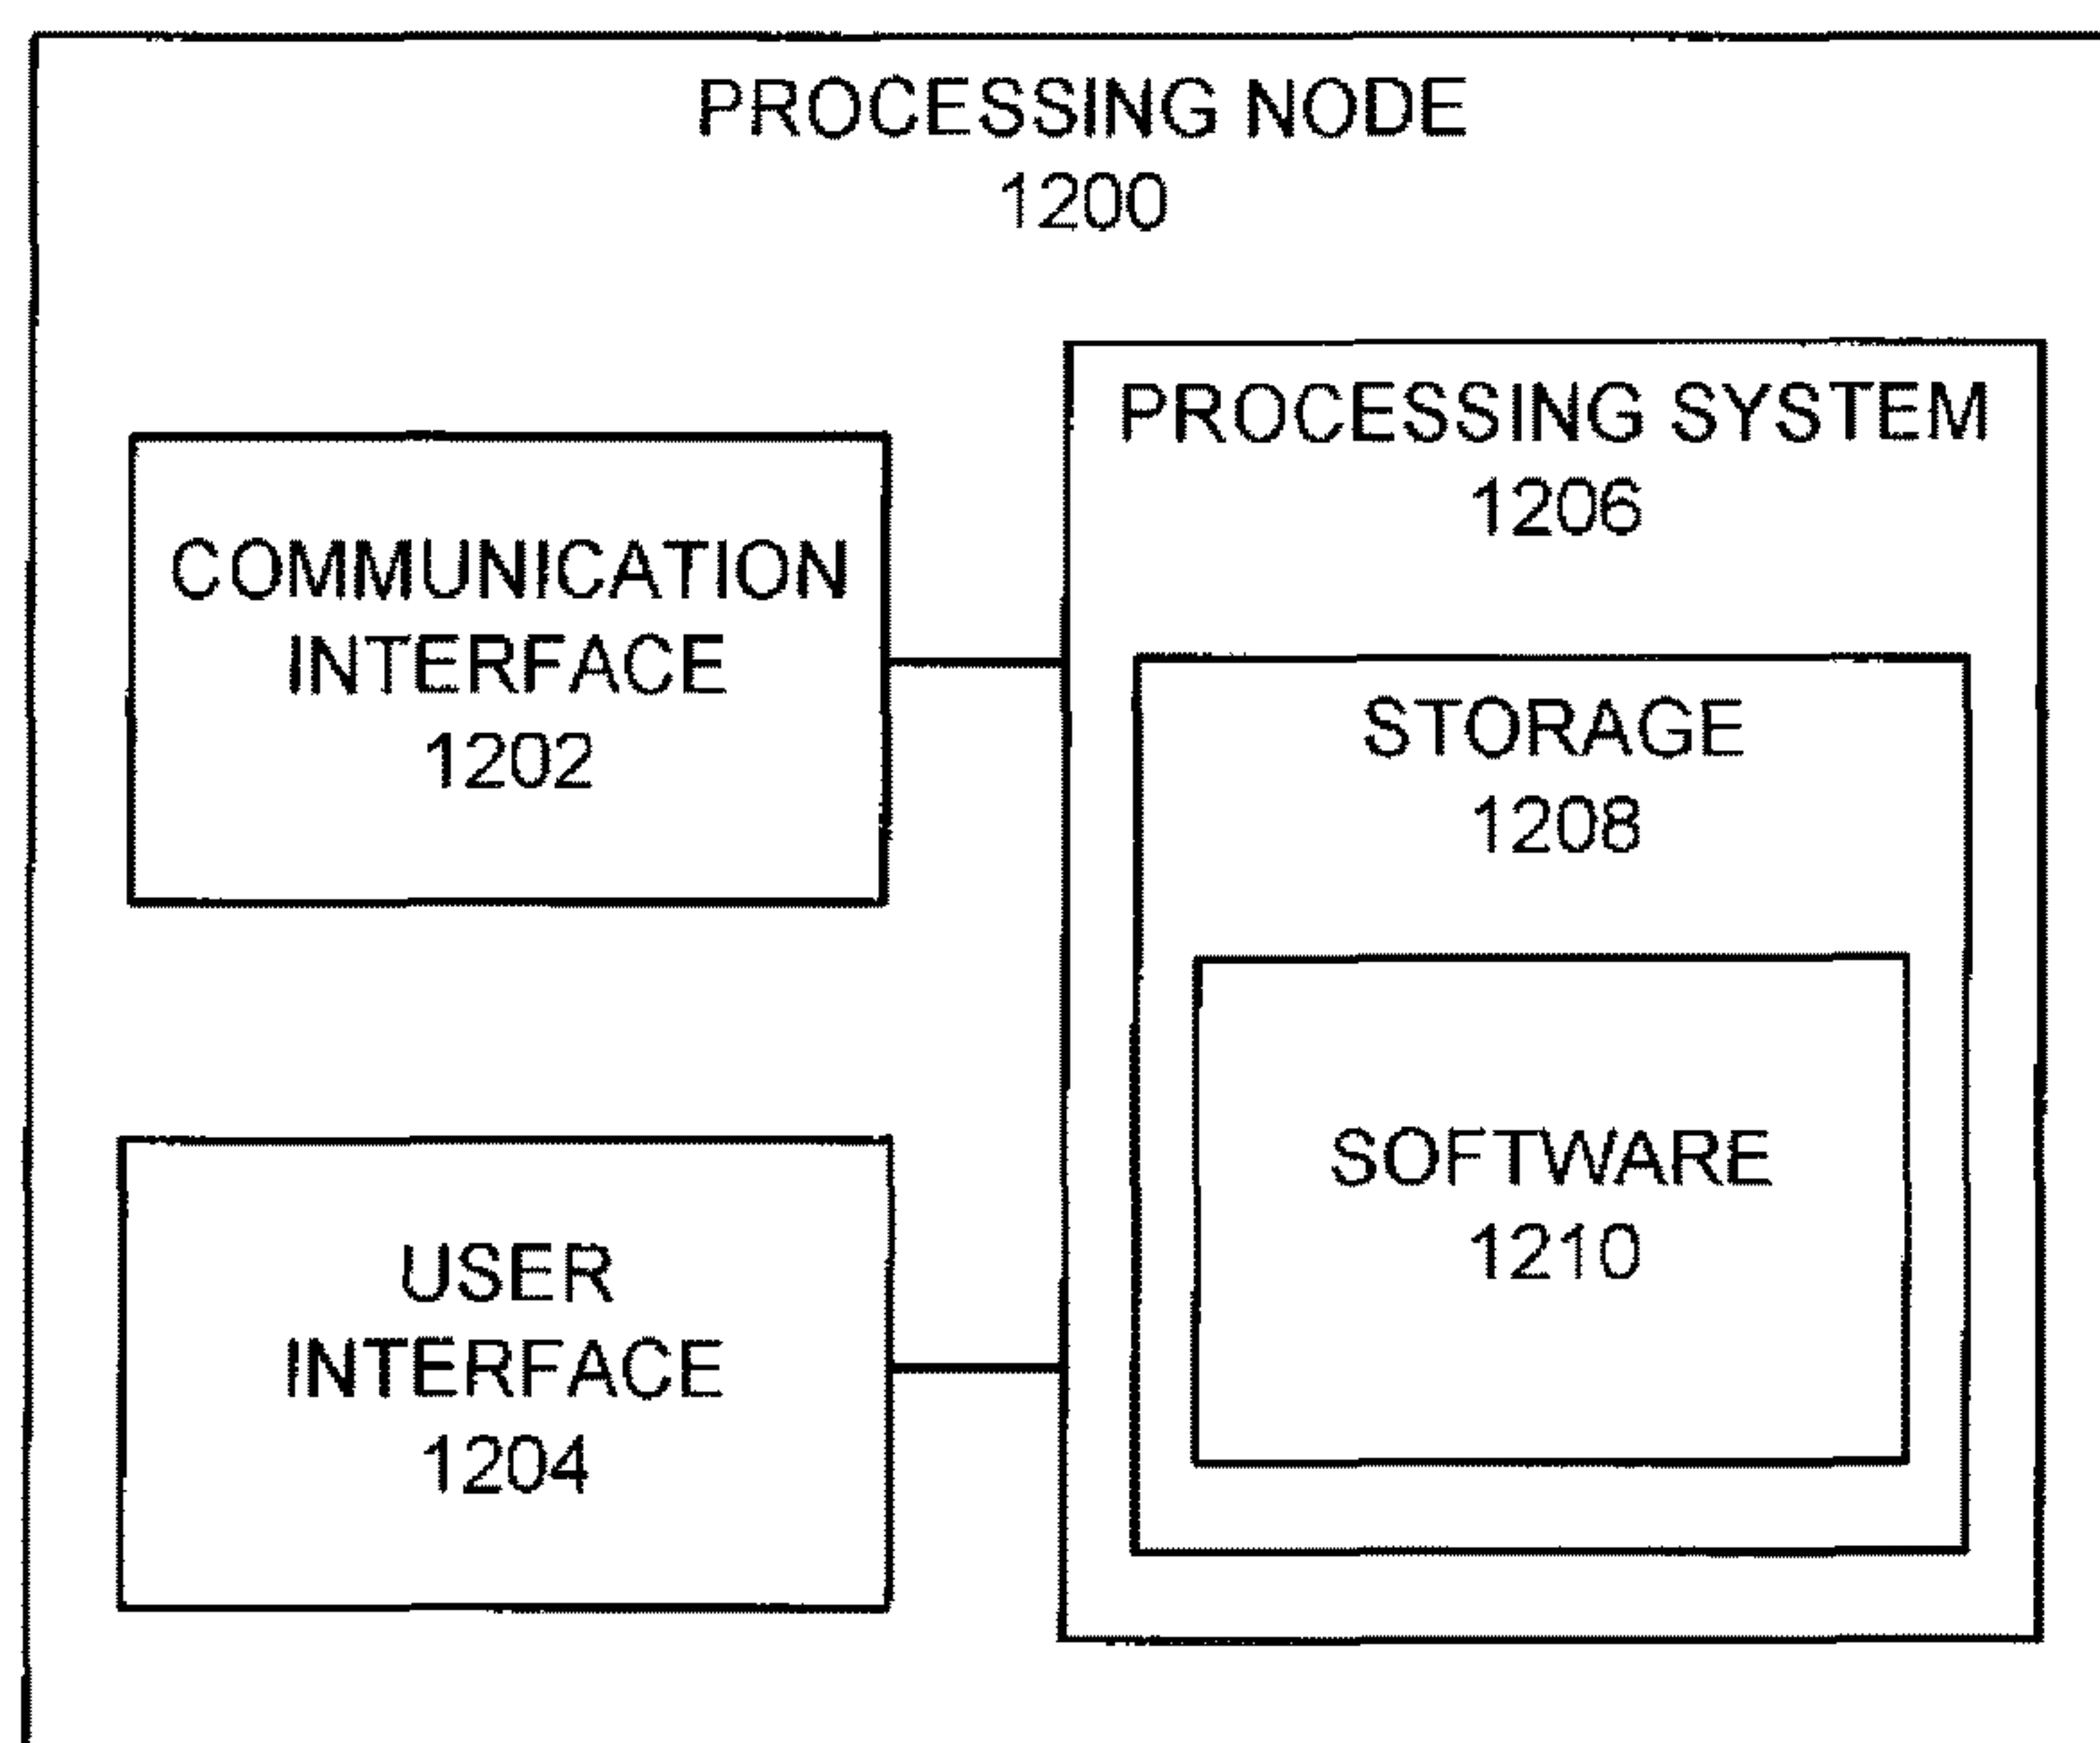 PROCESSING NODE
1200
PROCESSING SYSTEM
1206
COMMUNICATION
INTERFACE
1202
STORAGE
1208
SOFTWARE
1210
USER
INTERFACE
1204